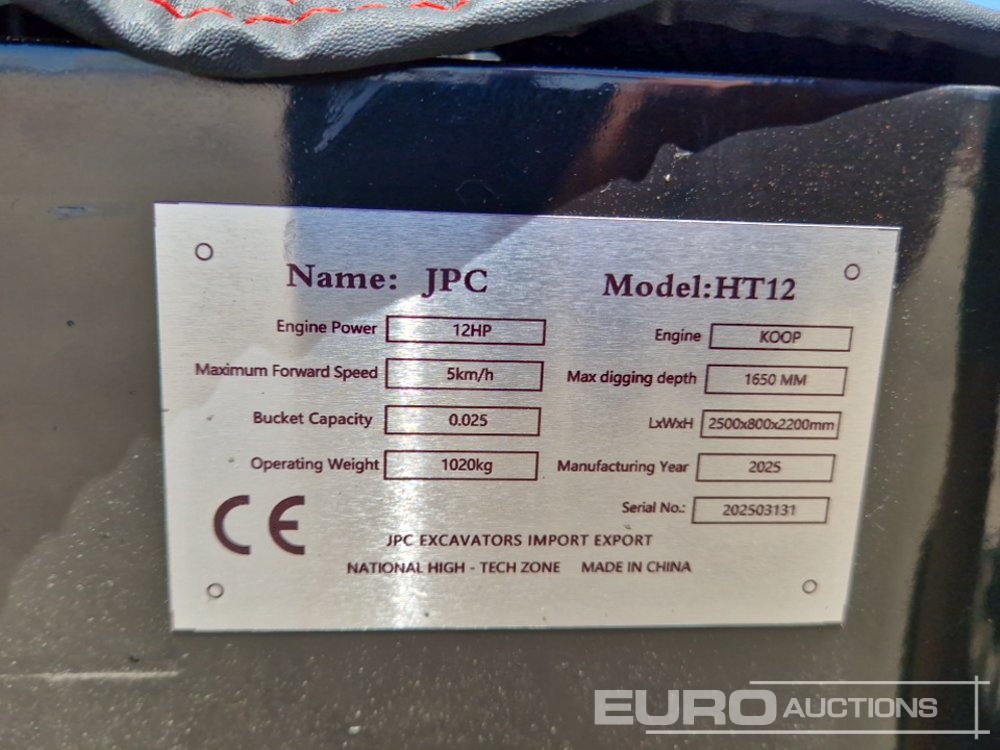 Name: JPC Model:HT12
Engine Power 12HP Engine KOOP
Maximum Forward Speed 5km/h Max digging depth 1650 MM
Bucket Capacity 0.025 LxWxH 2500x800x2200mm
Operating Weight 1020kg Manufacturing Year 2025
Serial No.: 202503131
CE
JPC EXCAVATORS IMPORT EXPORT
NATIONAL HIGH - TECH ZONE MADE IN CHINA
EURO AUCTIONS